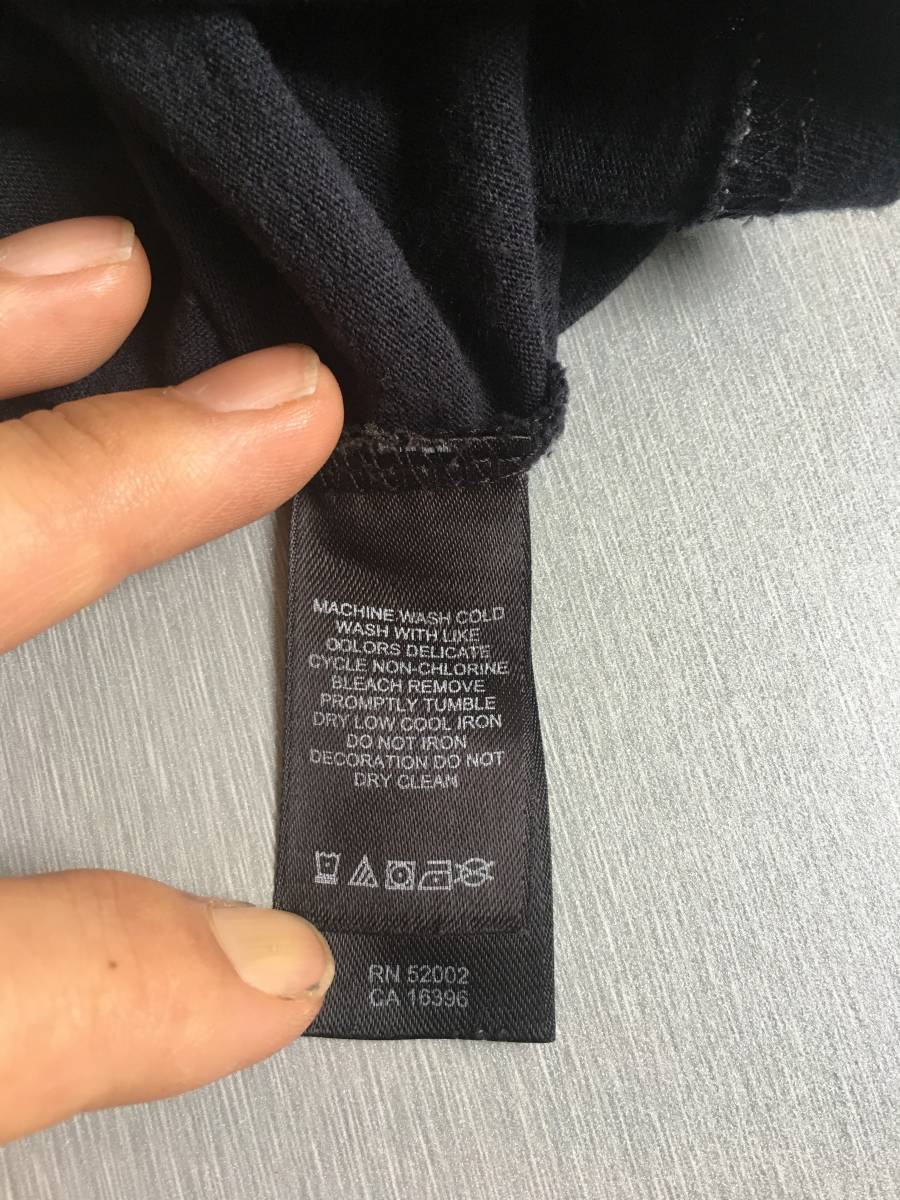 MACHINE WASH COLD
WASH WITH LIKE
COLORS DELICATE
CYCLE NON-CHLORINE
BLEACH REMOVE
PROMPTLY TUMBLE
DRY LOW COOL IRON
DO NOT IRON
DECORATION DO NOT
DRY CLEAN
RN 52002
CA 16396